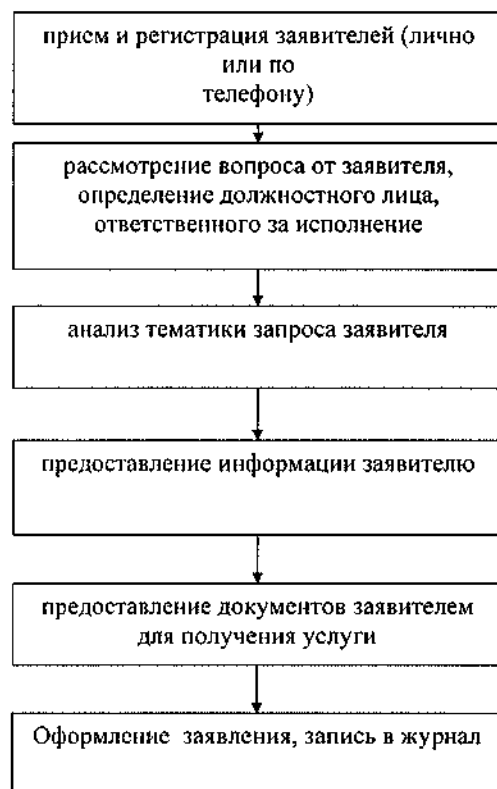 прием и регистрация заявителей (лично
или по
телефону)
рассмотрение вопроса от заявителя,
определение должностного лица,
ответственного за исполнение
анализ тематики запроса заявителя
предоставление информации заявителю
предоставление документов заявителем
для получения услуги
Оформление заявления, запись в журнал